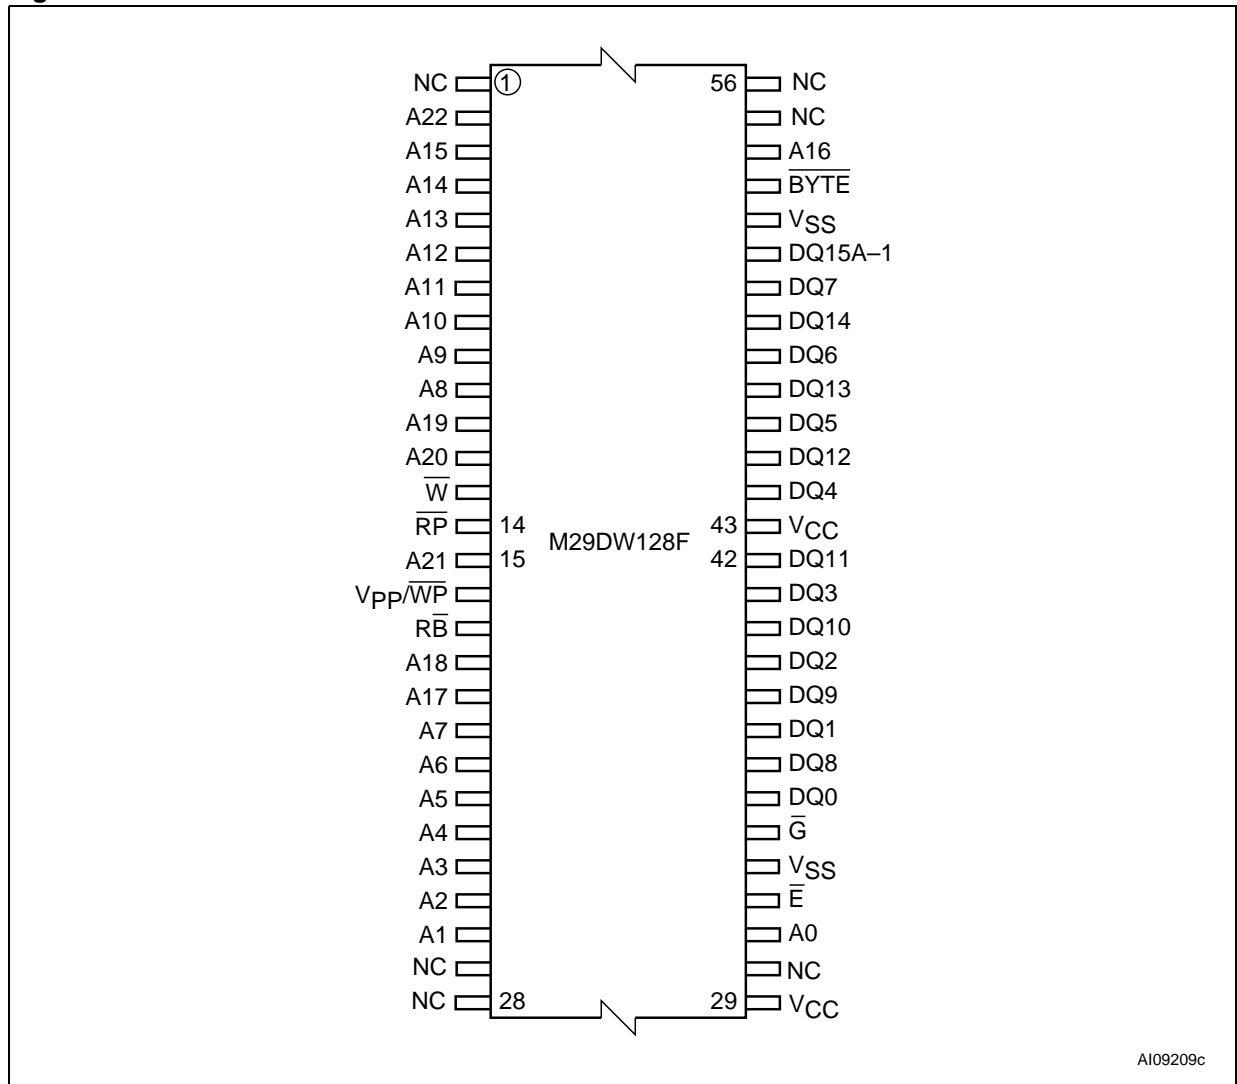 NC 1 56 NC
A22 NC
A15 A16
A14 B̅Y̅T̅E̅
A13 VSS
A12 DQ15A–1
A11 DQ7
A10 DQ14
A9 DQ6
A8 DQ13
A19 DQ5
A20 DQ12
W̅ DQ4
R̅P̅ 14 43 VCC
M29DW128F
A21 15 42 DQ11
VPP/W̅P̅ DQ3
RB̅ DQ10
A18 DQ2
A17 DQ9
A7 DQ1
A6 DQ8
A5 DQ0
A4 G̅
A3 VSS
A2 E̅
A1 A0
NC NC
NC 28 29 VCC
AI09209c